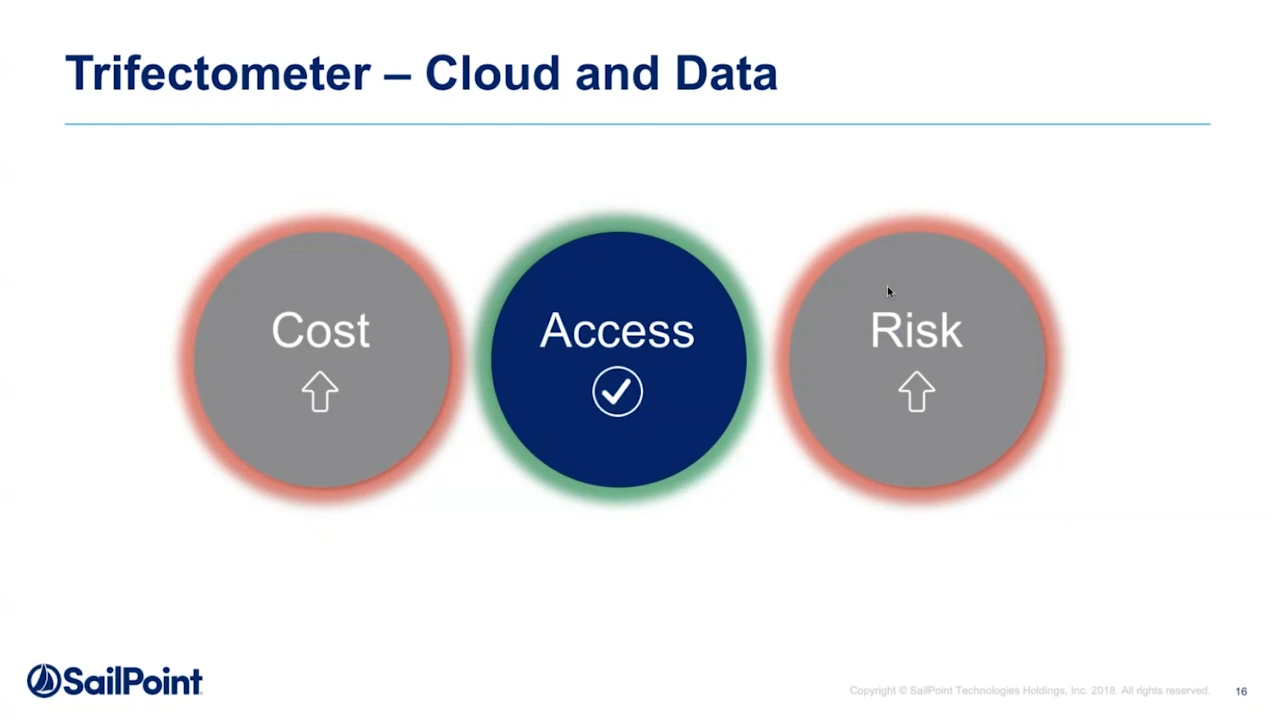 Trifectometer – Cloud and Data
Cost
Access
Risk
SailPoint
Copyright © SailPoint Technologies Holdings, Inc. 2018. All rights reserved.
16